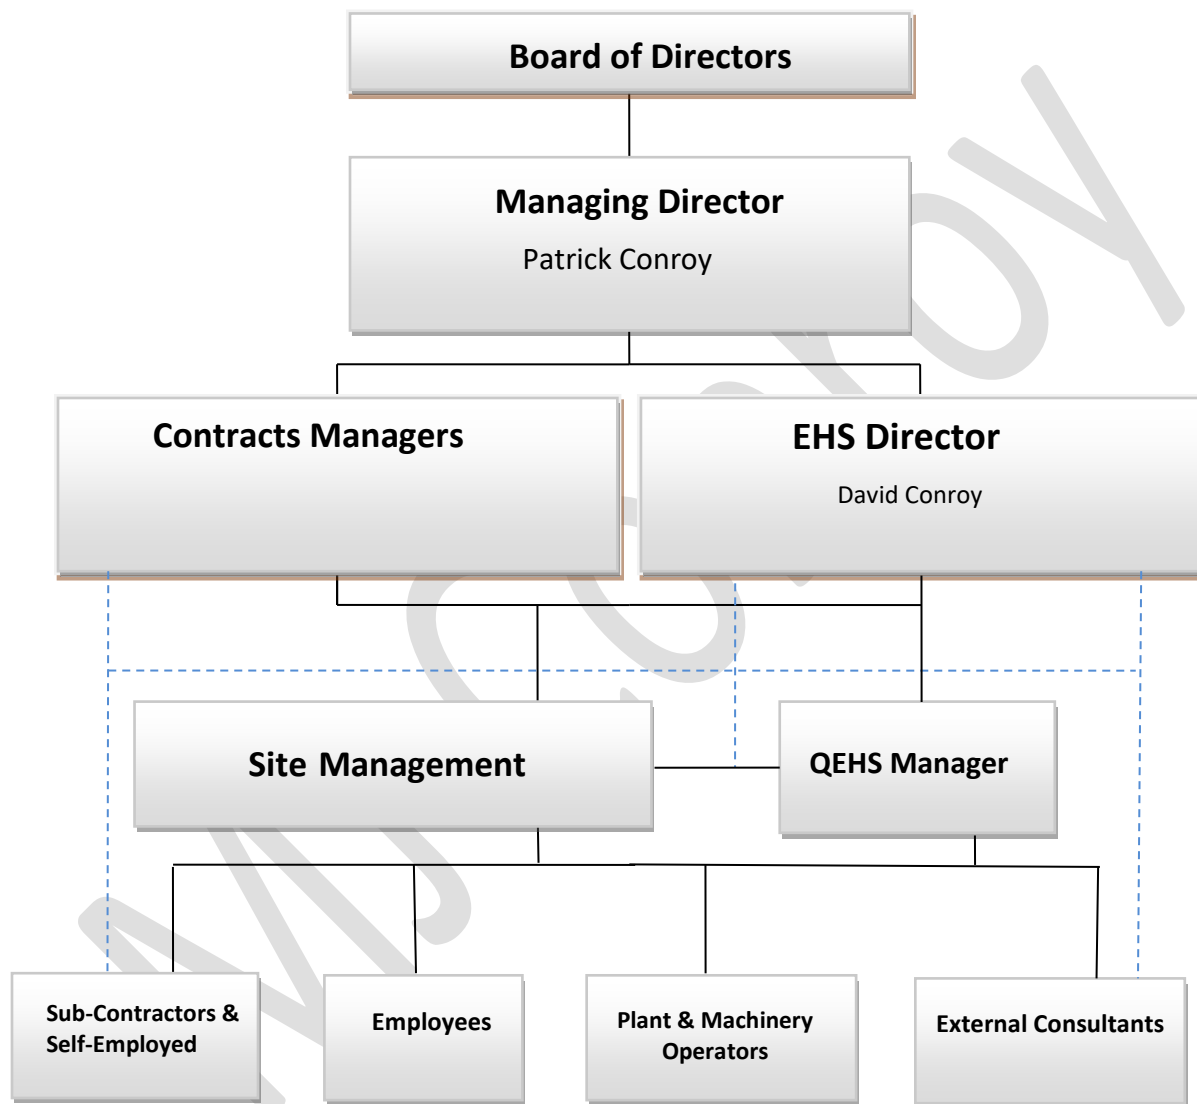 Board of Directors
Managing Director
Patrick Conroy
Contracts Managers
EHS Director
David Conroy
Site Management
QEHS Manager
Sub-Contractors &
Self-Employed
Employees
Plant & Machinery
Operators
External Consultants